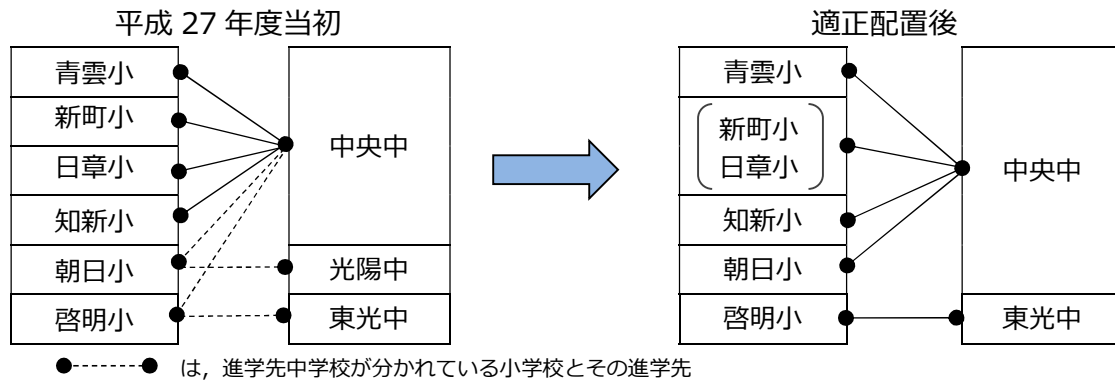 平成 27 年度当初
青雲小
新町小
日章小
知新小
朝日小
啓明小
中央中
光陽中
東光中
適正配置後
青雲小
新町小
日章小
知新小
朝日小
啓明小
中央中
東光中
は，進学先中学校が分かれている小学校とその進学先